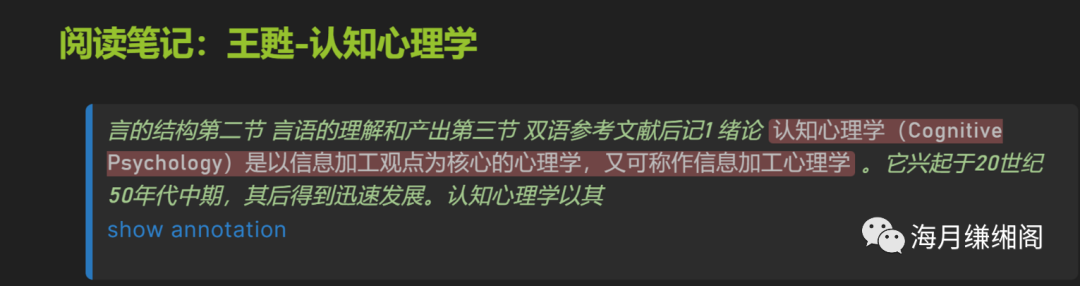 阅读笔记：王甦-认知心理学
言的结构第二节 言语的理解和产出第三节 双语参考文献后记1 绪论 认知心理学（Cognitive
Psychology）是以信息加工观点为核心的心理学，又可称作信息加工心理学 。它兴起于20世纪
50年代中期，其后得到迅速发展。认知心理学以其
show annotation
海月缣缃阁